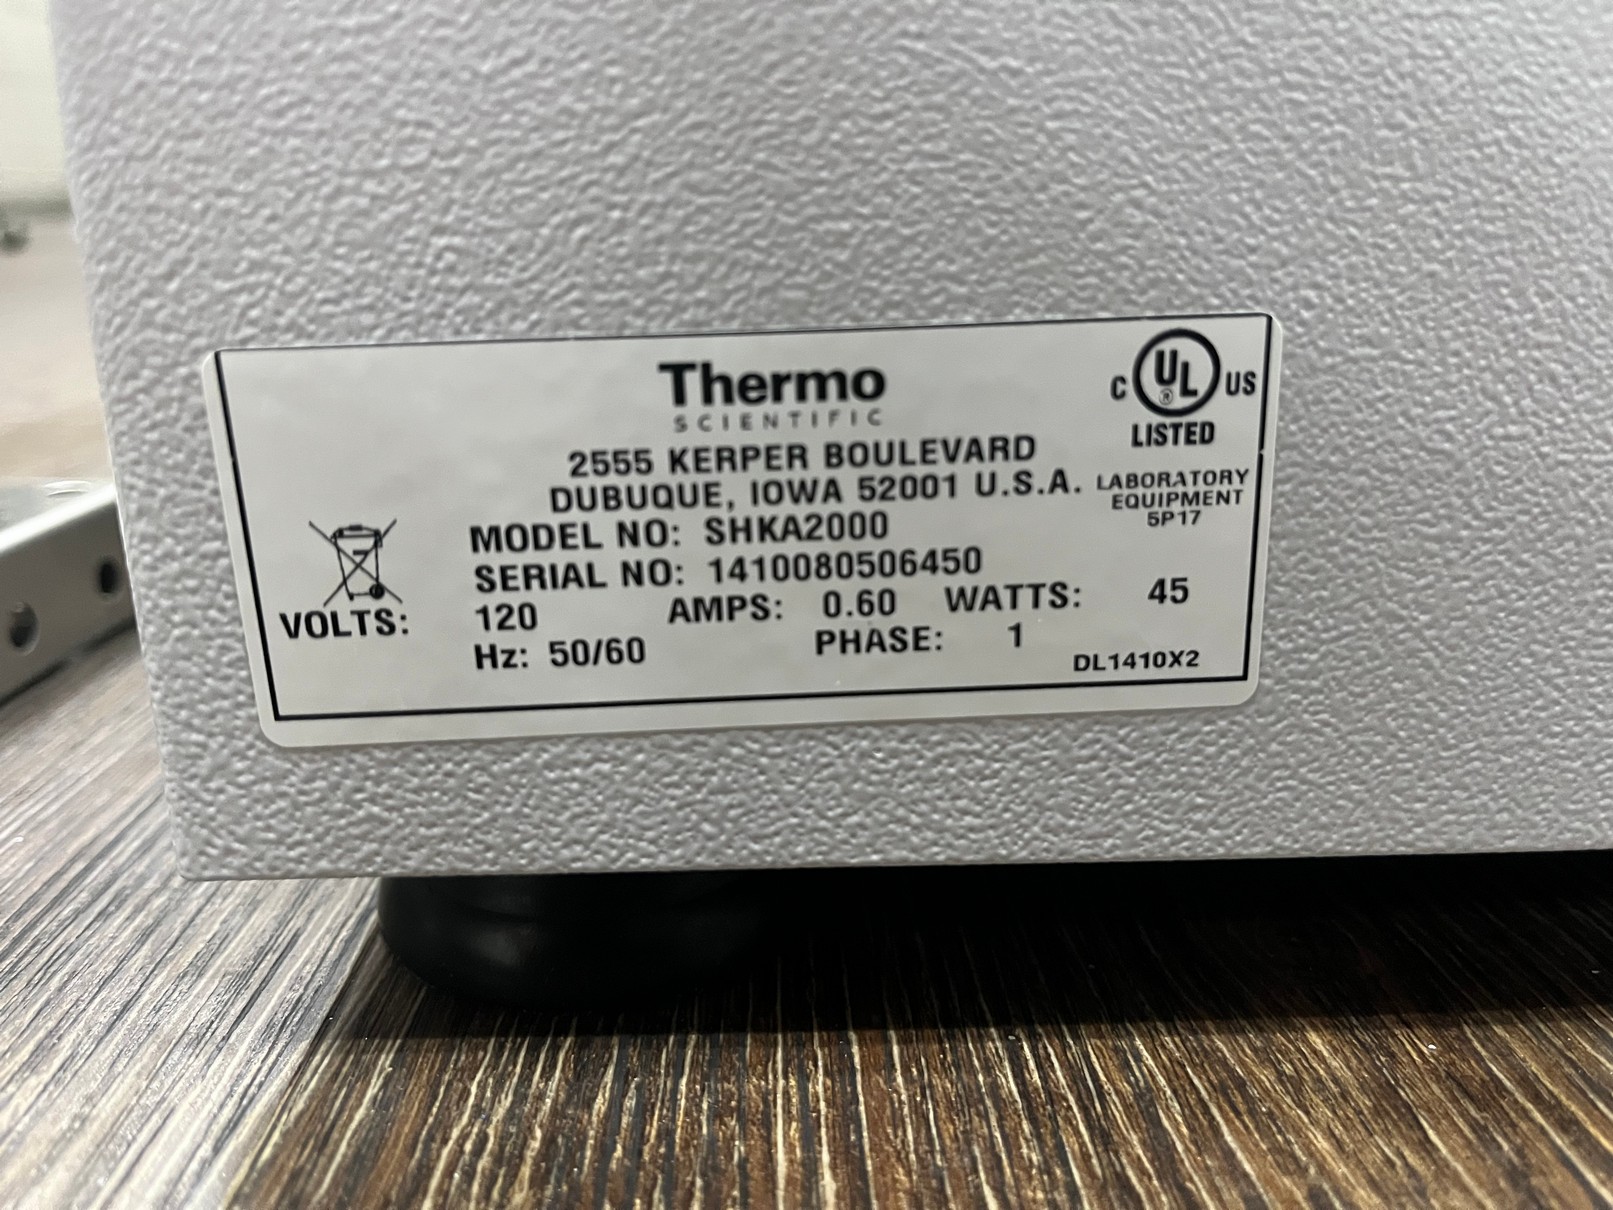 Thermo
SCIENTIFIC
C UL US
®
LISTED
2555 KERPER BOULEVARD
DUBUQUE, IOWA 52001 U.S.A.
LABORATORY
EQUIPMENT
5P17
MODEL NO: SHKA2000
SERIAL NO: 1410080506450
VOLTS: 120 AMPS: 0.60 WATTS: 45
Hz: 50/60 PHASE: 1
DL1410X2